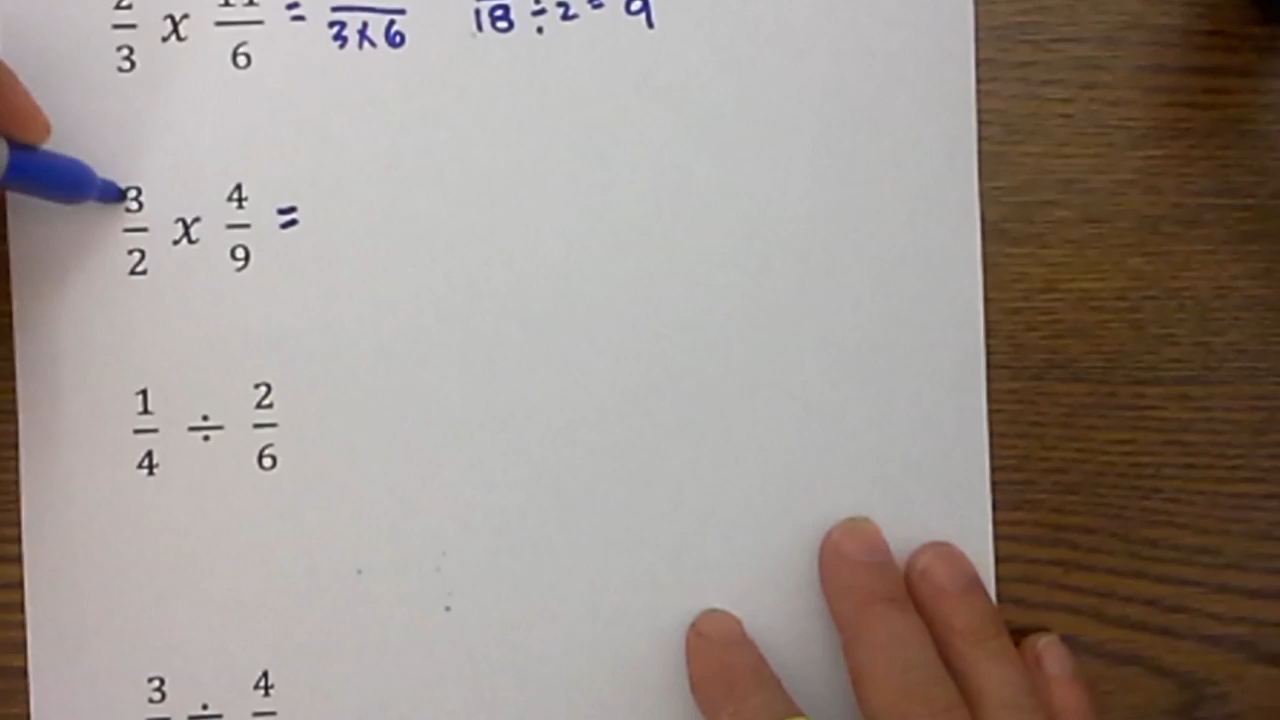 2/3 x 11/6 = /3x6 18 ÷ 2 = 9
3/2 x 4/9 =
1/4 ÷ 2/6
3 ÷ 4